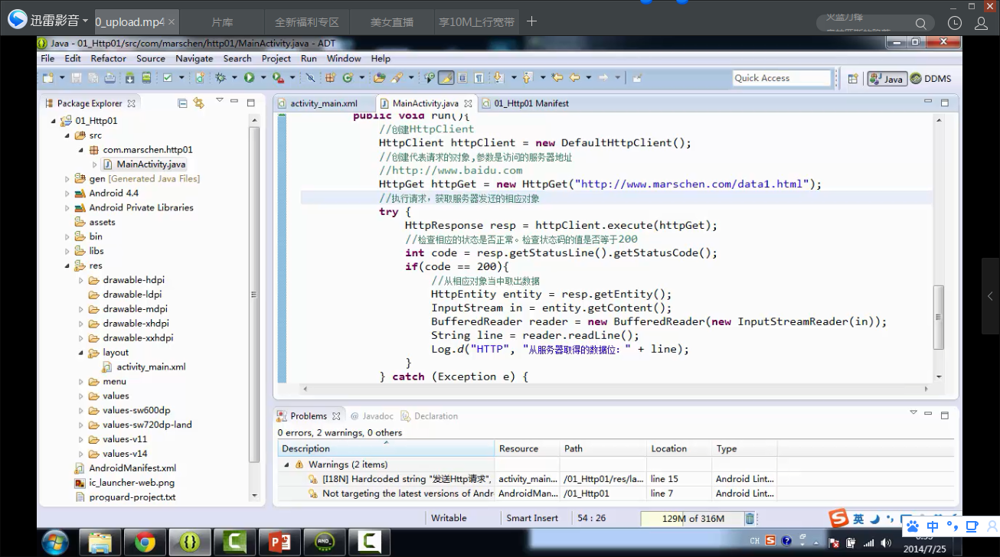 迅雷影音
0_upload.mp4
片库
全新福利专区
美女直播
享10M上行宽带
Java - 01_Http01/src/com/marschen/http01/MainActivity.java - ADT
File Edit Refactor Source Navigate Search Project Run Window Help
Quick Access
Java
DDMS
Package Explorer
01_Http01
src
com.marschen.http01
MainActivity.java
gen [Generated Java Files]
Android 4.4
Android Private Libraries
assets
bin
libs
res
drawable-hdpi
drawable-ldpi
drawable-mdpi
drawable-xhdpi
drawable-xxhdpi
layout
activity_main.xml
menu
values
values-sw600dp
values-sw720dp-land
values-v11
values-v14
AndroidManifest.xml
ic_launcher-web.png
proguard-project.txt
activity_main.xml
MainActivity.java
01_Http01 Manifest
public void run(){
//创建HttpClient
HttpClient httpClient = new DefaultHttpClient();
//创建代表请求的对象,参数是访问的服务器地址
//http://www.baidu.com
HttpGet httpGet = new HttpGet("http://www.marschen.com/data1.html");
//执行请求，获取服务器发还的相应对象
try {
HttpResponse resp = httpClient.execute(httpGet);
//检查相应的状态是否正常。检查状态码的值是否等于200
int code = resp.getStatusLine().getStatusCode();
if(code == 200){
//从相应对象当中取出数据
HttpEntity entity = resp.getEntity();
InputStream in = entity.getContent();
BufferedReader reader = new BufferedReader(new InputStreamReader(in));
String line = reader.readLine();
Log.d("HTTP", "从服务器取得的数据位：" + line);
}
} catch (Exception e) {
Problems @ Javadoc Declaration
0 errors, 2 warnings, 0 others
Description Resource Path Location Type
Warnings (2 items)
[I18N] Hardcoded string "发送Http请求", activity_main... /01_Http01/res/la... line 15 Android Lint...
Not targeting the latest versions of Andr AndroidMan... /01_Http01 line 7 Android Lint...
Writable Smart Insert 54 : 26 129M of 316M
英
中
CH
2014/7/25